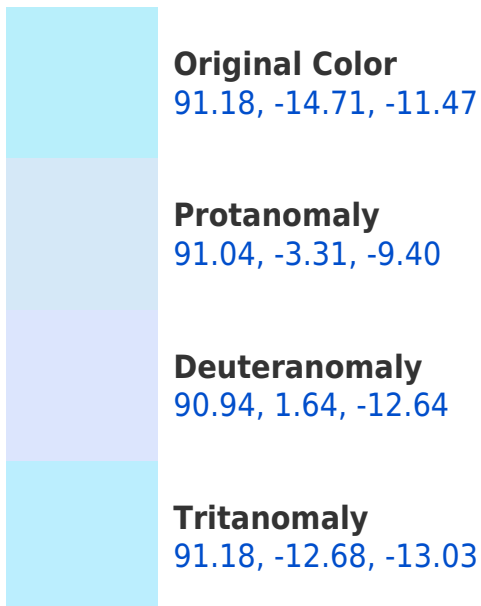 Original Color
91.18, -14.71, -11.47
Protanomaly
91.04, -3.31, -9.40
Deuteranomaly
90.94, 1.64, -12.64
Tritanomaly
91.18, -12.68, -13.03